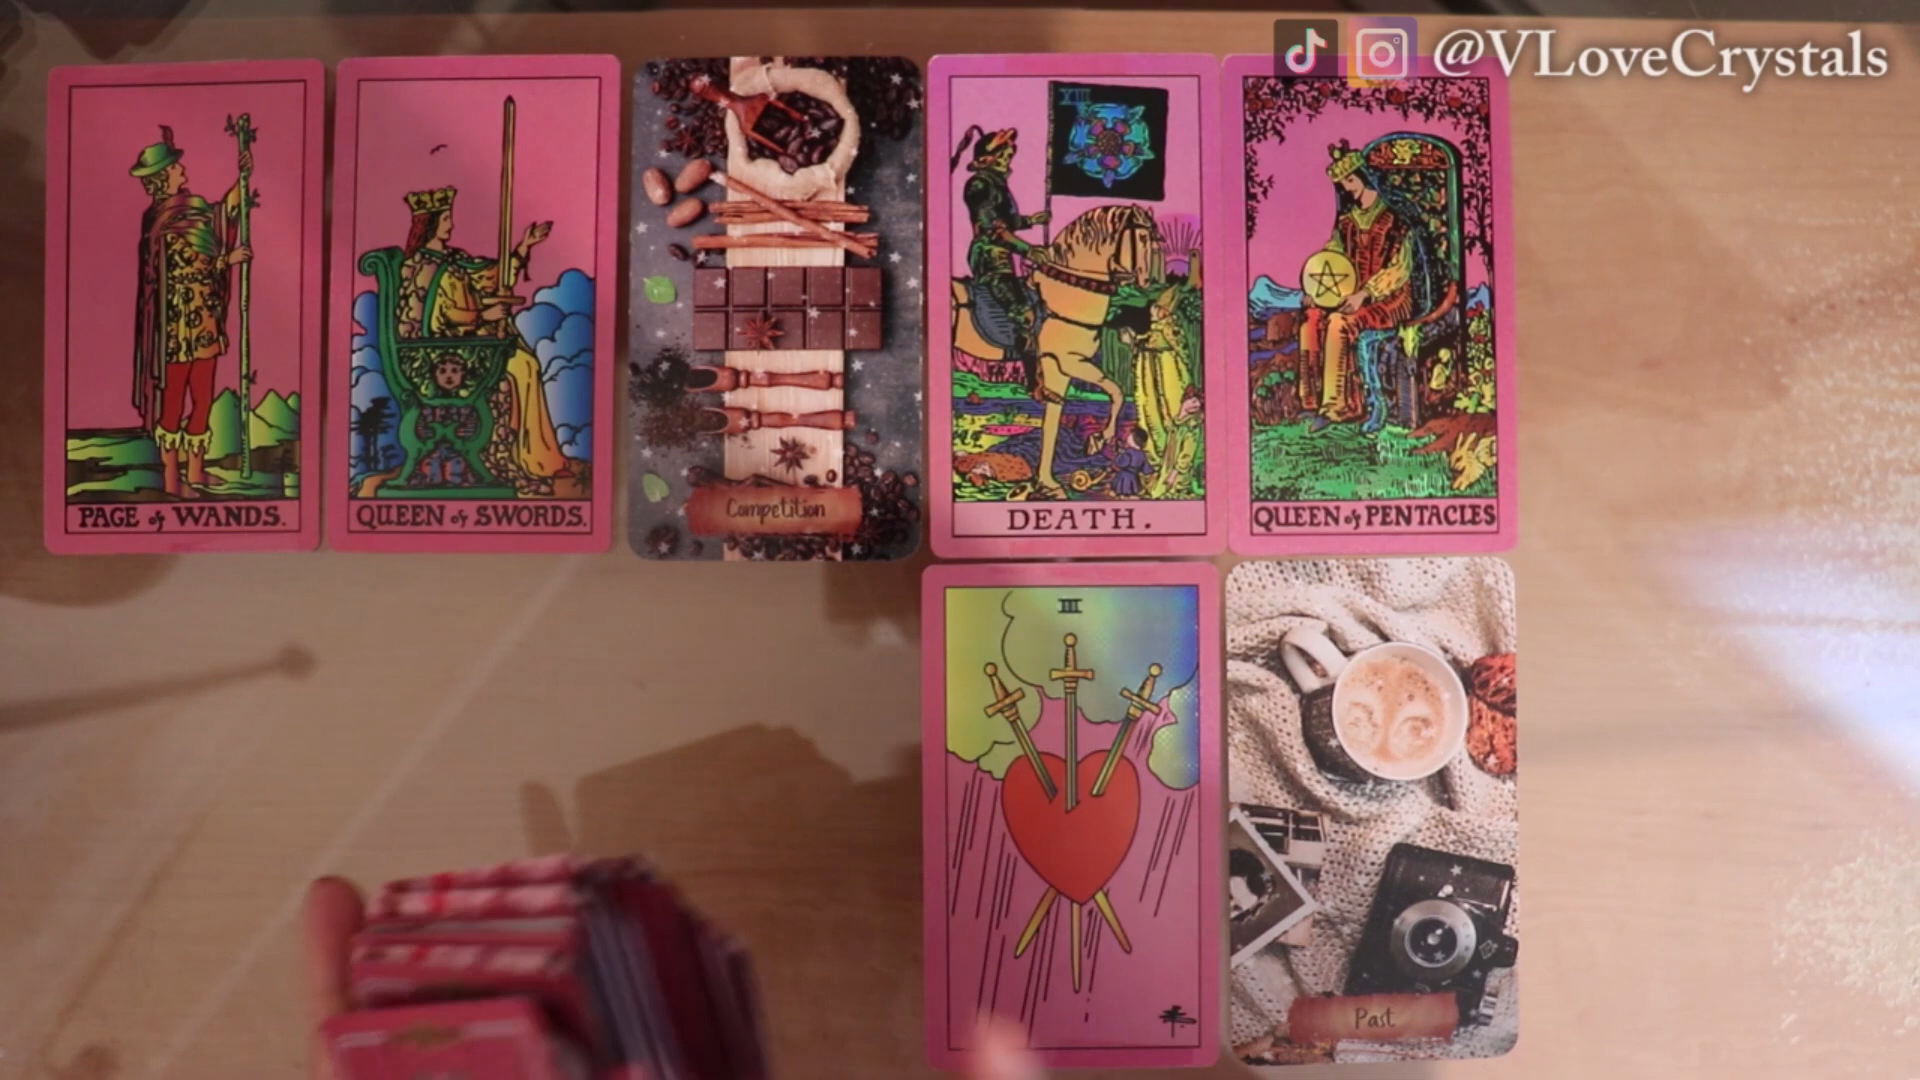 @VLoveCrystals
PAGE of WANDS.
QUEEN of SWORDS.
Competition
XIII
DEATH.
QUEEN of PENTACLES
III
Past